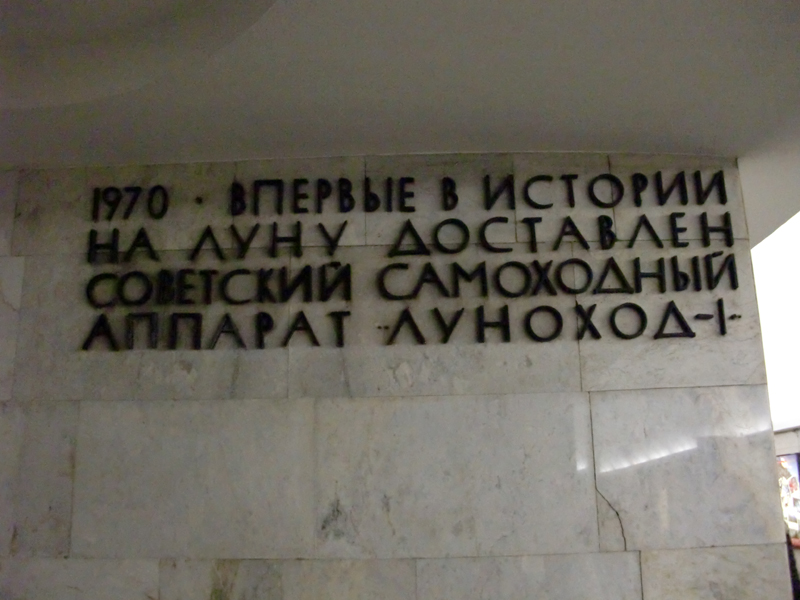 1970 · ВПЕРВЫЕ В ИСТОРИИ
НА ЛУНУ ДОСТАВЛЕН
СОВЕТСКИЙ САМОХОДНЫЙ
АППАРАТ "ЛУНОХОД-1"